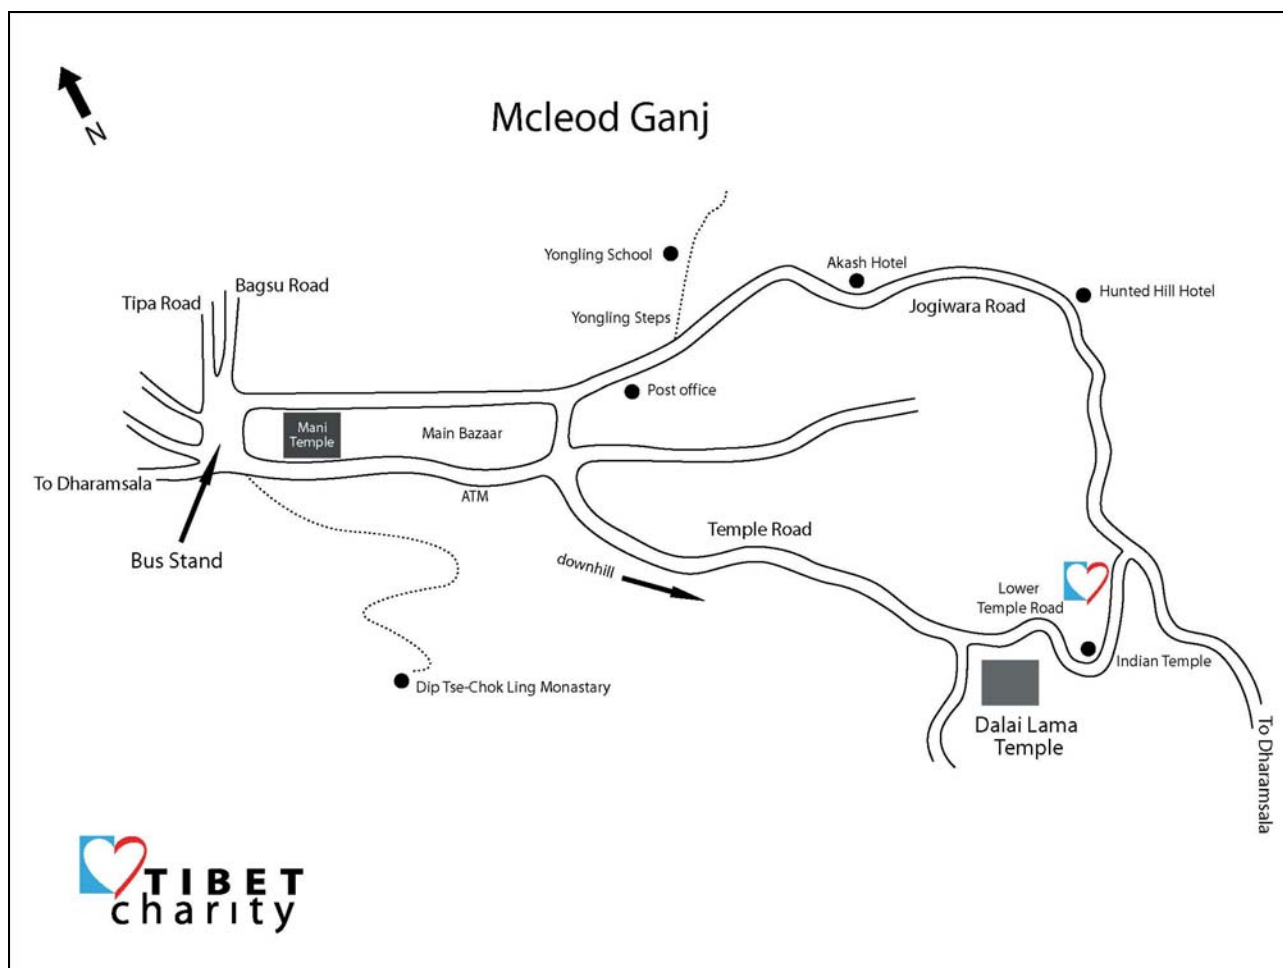 N
Mcleod Ganj
Yongling School
Akash Hotel
Bagsu Road
Hunted Hill Hotel
Tipa Road
Jogiwara Road
Yongling Steps
Post office
Mani
Temple
Main Bazaar
To Dharamsala
ATM
Temple Road
Bus Stand
downhill
Lower
Temple Road
Indian Temple
Dip Tse-Chok Ling Monastary
Dalai Lama
Temple
To Dharamsala
TIBET
charity